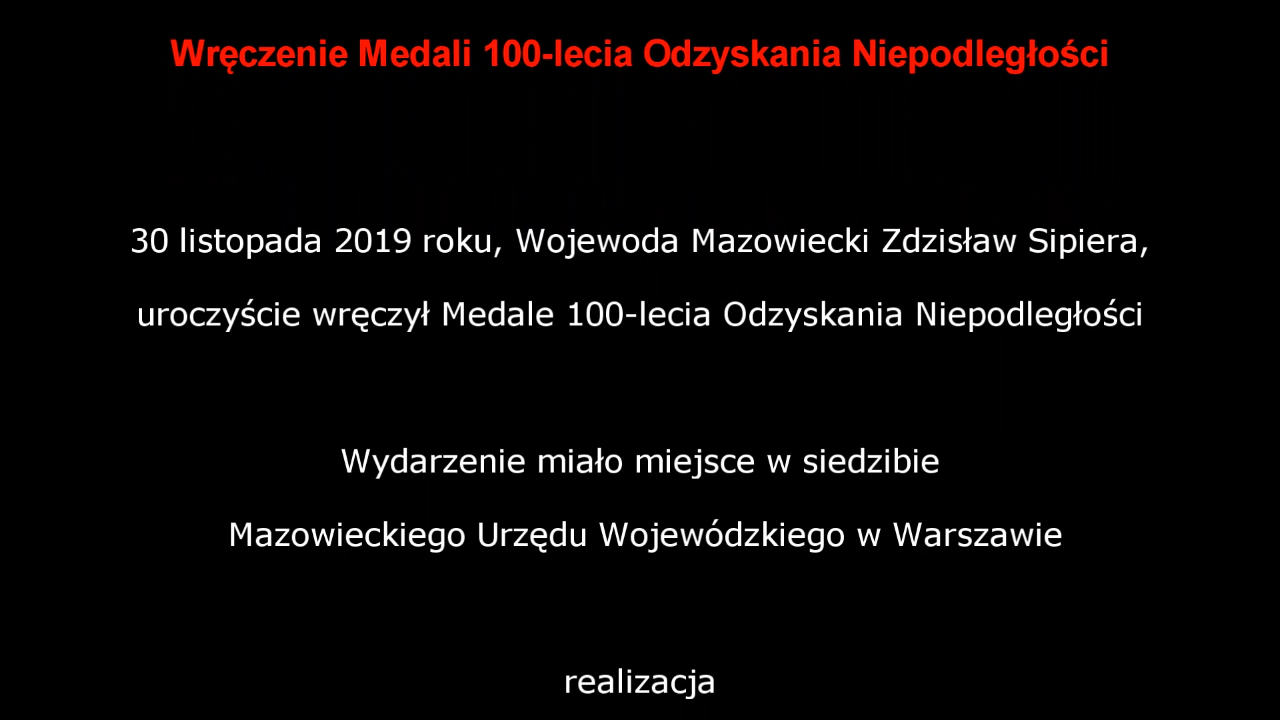 Wręczenie Medali 100-lecia Odzyskania Niepodległości
30 listopada 2019 roku, Wojewoda Mazowiecki Zdzisław Sipiera,
uroczyście wręczył Medale 100-lecia Odzyskania Niepodległości
Wydarzenie miało miejsce w siedzibie
Mazowieckiego Urzędu Wojewódzkiego w Warszawie
realizacja